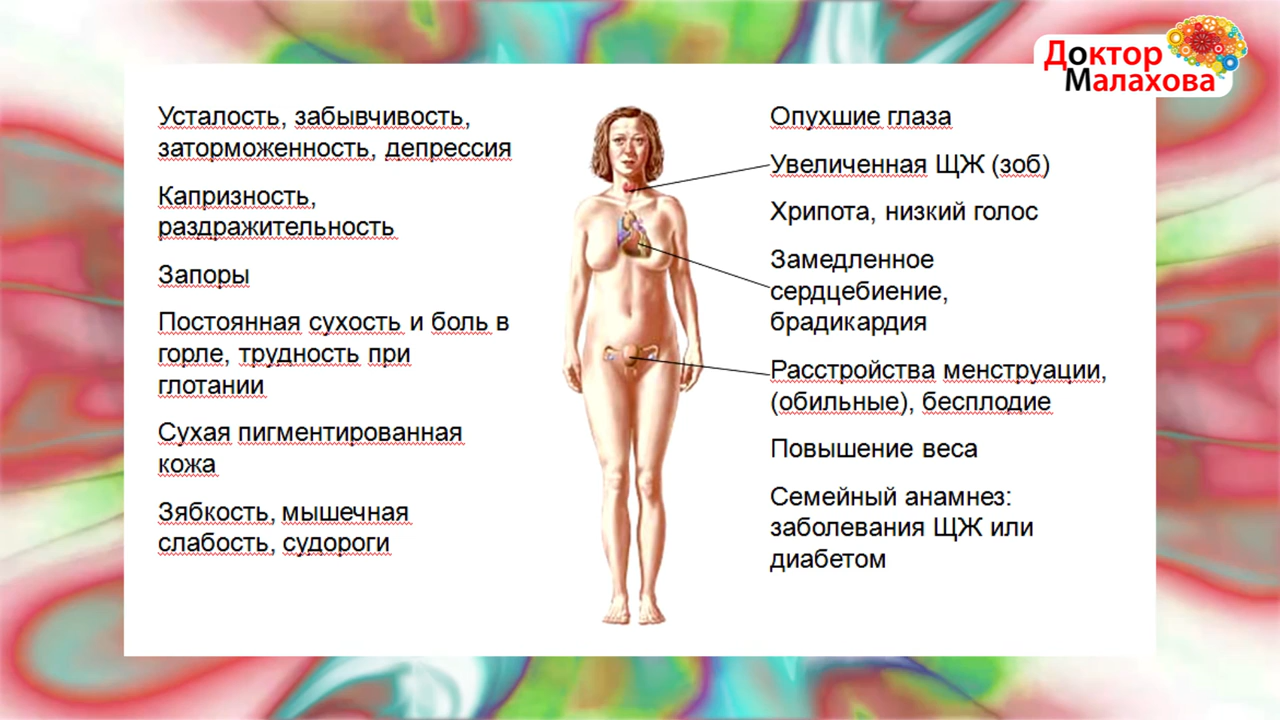 Доктор
Малахова
Усталость, забывчивость,
заторможенность, депрессия
Капризность,
раздражительность
Запоры
Постоянная сухость и боль в
горле, трудность при
глотании
Сухая пигментированная
кожа
Зябкость, мышечная
слабость, судороги
Опухшие глаза
Увеличенная ЩЖ (зоб)
Хрипота, низкий голос
Замедленное
сердцебиение,
брадикардия
Расстройства менструации,
(обильные), бесплодие
Повышение веса
Семейный анамнез:
заболевания ЩЖ или
диабетом